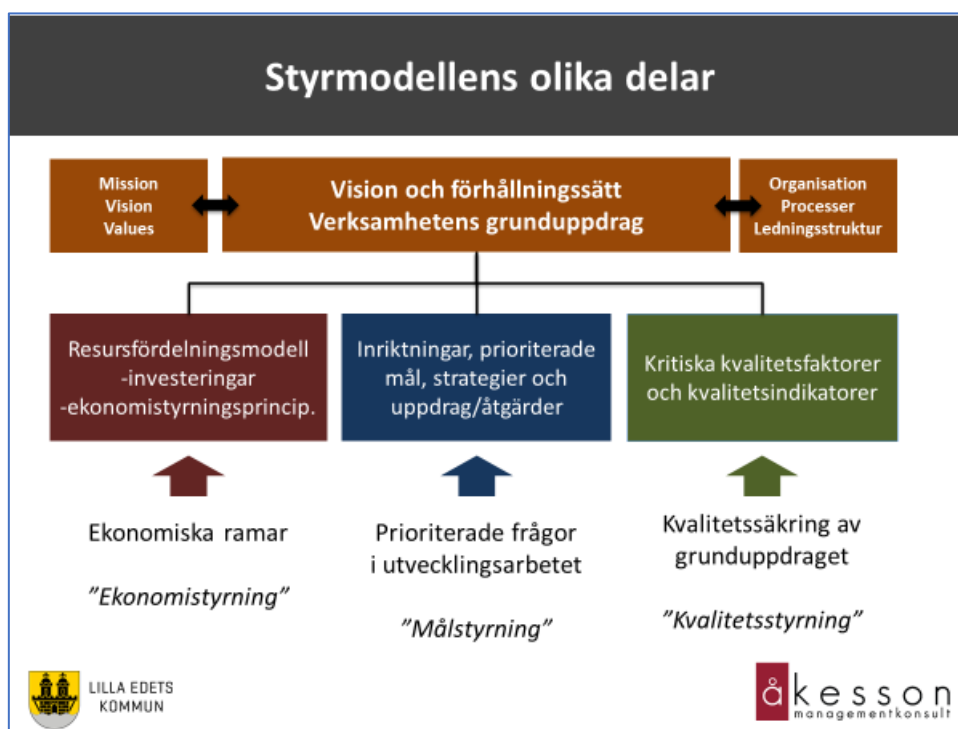 Styrmodellens olika delar
Mission
Vision
Values
Vision och förhållningssätt
Verksamhetens grunduppdrag
Organisation
Processer
Ledningsstruktur
Resursfördelningsmodell
-investeringar
-ekonomistyrningsprincip.
Inriktningar, prioriterade
mål, strategier och
uppdrag/åtgärder
Kritiska kvalitetsfaktorer
och kvalitetsindikatorer
Ekonomiska ramar
”Ekonomistyrning”
Prioriterade frågor
i utvecklingsarbetet
”Målstyrning”
Kvalitetssäkring av
grunduppdraget
”Kvalitetsstyrning”
LILLA EDETS
KOMMUN
åkesson
managementkonsult